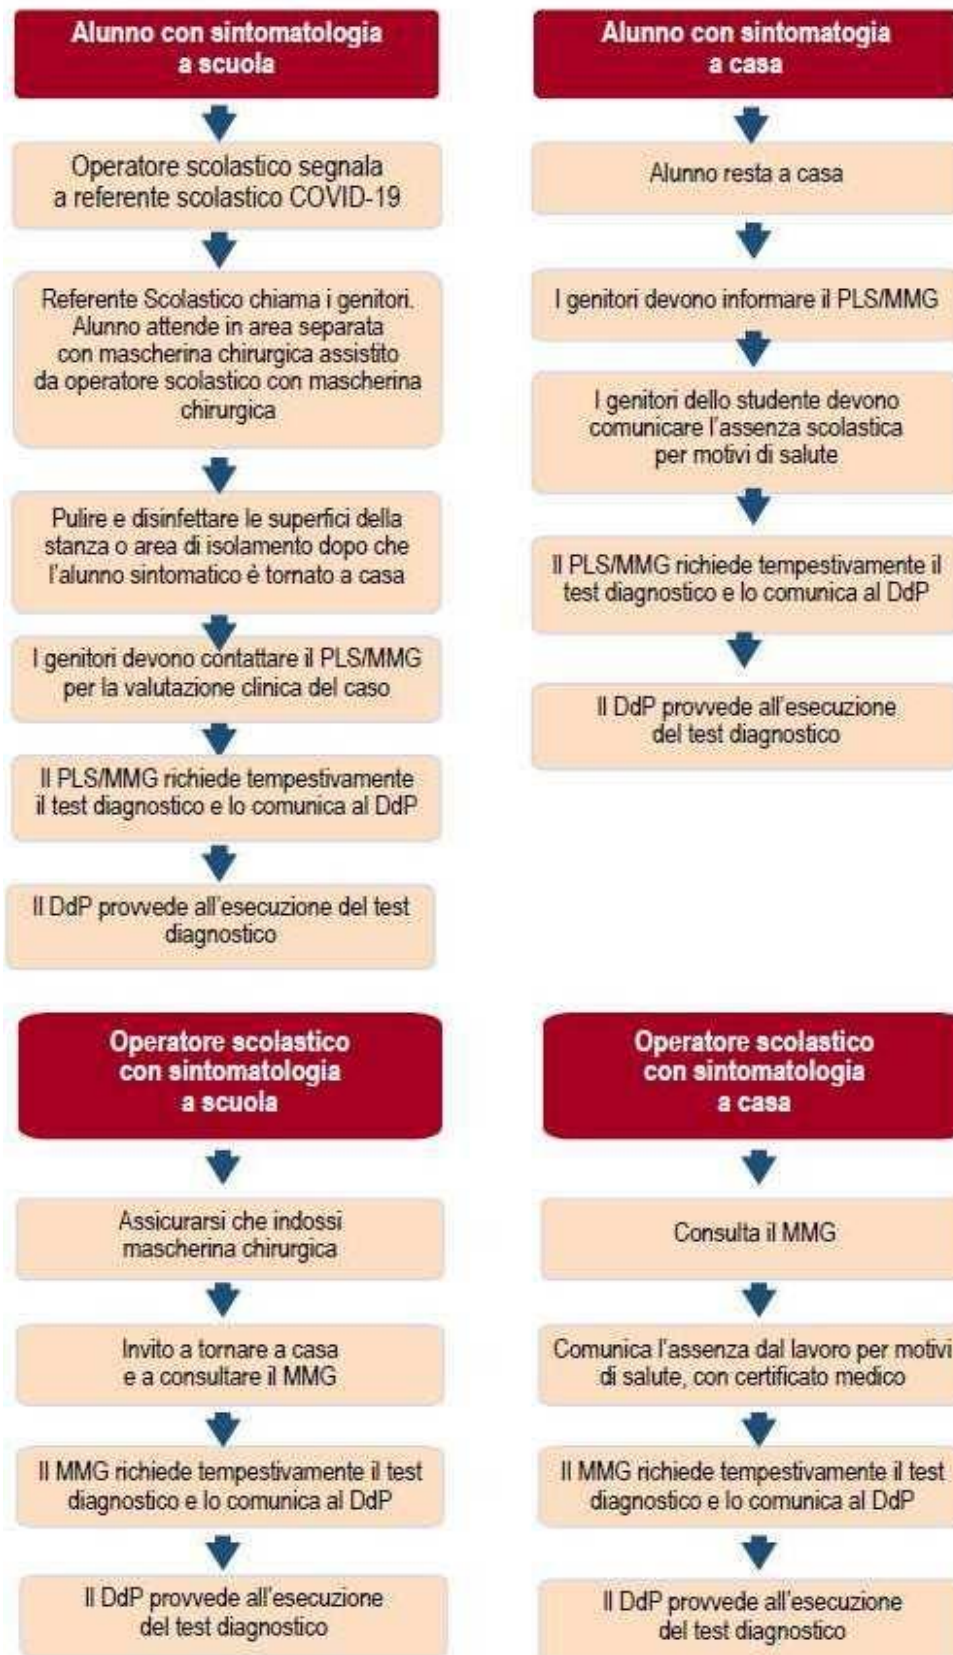 Alunno con sintomatologia
a scuola
Operatore scolastico segnala
a referente scolastico COVID-19
Referente Scolastico chiama i genitori.
Alunno attende in area separata
con mascherina chirurgica assistito
da operatore scolastico con mascherina
chirurgica
Pulire e disinfettare le superfici della
stanza o area di isolamento dopo che
l'alunno sintomatico è tornato a casa
I genitori devono contattare il PLS/MMG
per la valutazione clinica del caso
Il PLS/MMG richiede tempestivamente
il test diagnostico e lo comunica al DdP
Il DdP provvede all'esecuzione del test
diagnostico
Alunno con sintomatogia
a casa
Alunno resta a casa
I genitori devono informare il PLS/MMG
I genitori dello studente devono
comunicare l'assenza scolastica
per motivi di salute
Il PLS/MMG richiede tempestivamente il
test diagnostico e lo comunica al DdP
Il DdP provvede all'esecuzione
del test diagnostico
Operatore scolastico
con sintomatologia
a scuola
Assicurarsi che indossi
mascherina chirurgica
Invito a tornare a casa
e a consultare il MMG
Il MMG richiede tempestivamente il test
diagnostico e lo comunica al DdP
Il DdP provvede all'esecuzione
del test diagnostico
Operatore scolastico
con sintomatologia
a casa
Consulta il MMG
Comunica l'assenza dal lavoro per motivi
di salute, con certificato medico
Il MMG richiede tempestivamente il test
diagnostico e lo comunica al DdP
Il DdP provvede all'esecuzione
del test diagnostico